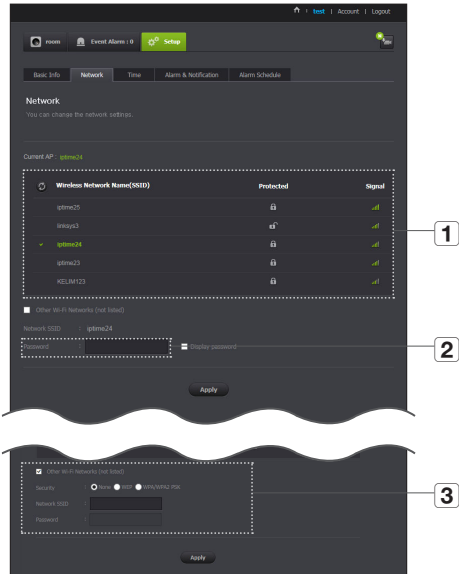 test | Account | Logout
room Event Alarm : 0 Setup
Basic Info Network Time Alarm & Notification Alarm Schedule
Network
You can change the network settings.
Current AP : iptime24
Wireless Network Name(SSID) Protected Signal
iptime25
linksys3
iptime24
iptime23
KELIM123
1
Other Wi-Fi Networks (not listed)
Network SSID : iptime24
Password : Display password
2
Apply
Other Wi-Fi Networks (not listed)
Security : None WEP WPA/WPA2 PSK
Network SSID :
Password :
3
Apply